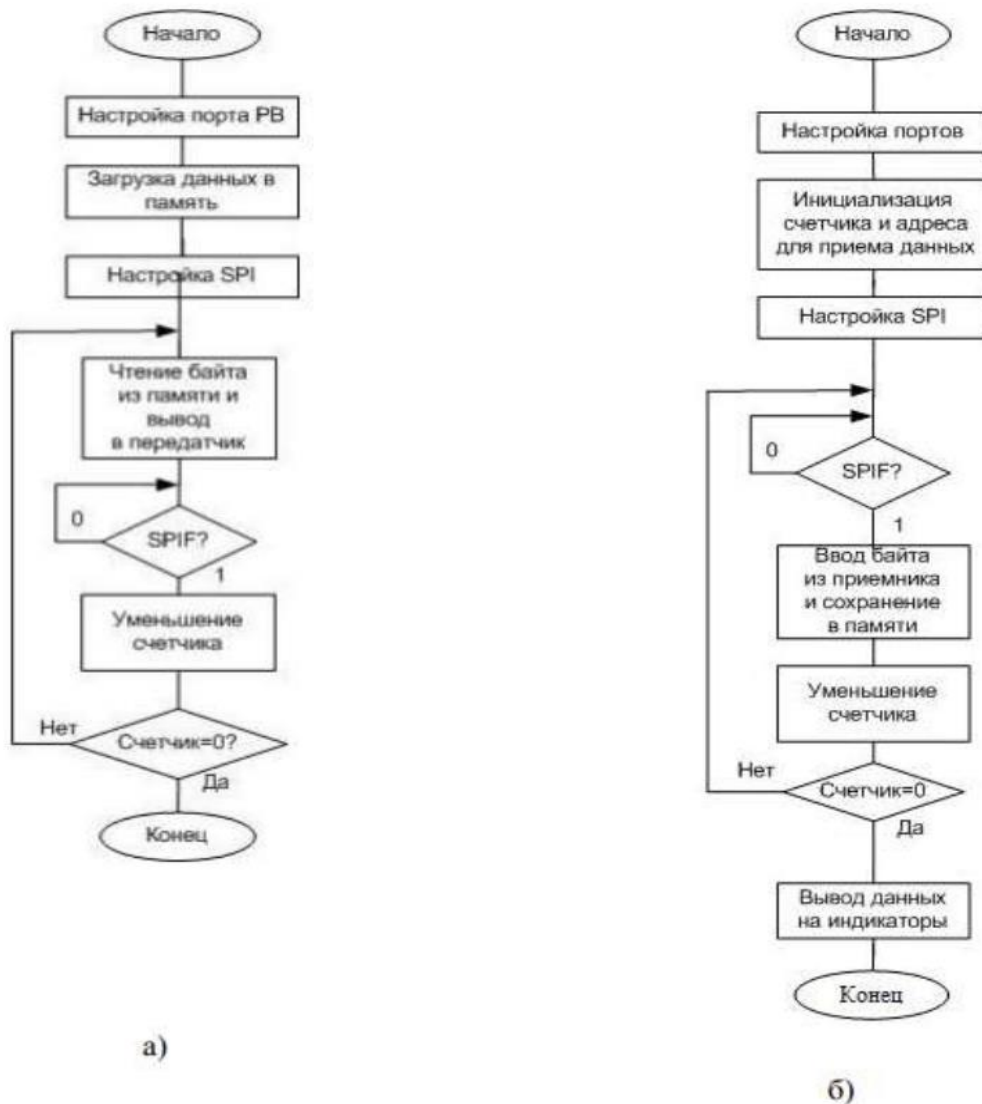 Начало
Настройка порта РВ
Загрузка данных в
память
Настройка SPI
Чтение байта
из памяти и
вывод
в передатчик
0
SPIF?
1
Уменьшение
счетчика
Нет
Счетчик=0?
Да
Конец
а)
Начало
Настройка портов
Инициализация
счетчика и адреса
для приема данных
Настройка SPI
0
SPIF?
1
Ввод байта
из приемника
и сохранение
в памяти
Уменьшение
счетчика
Нет
Счетчик=0
Да
Вывод данных
на индикаторы
Конец
б)